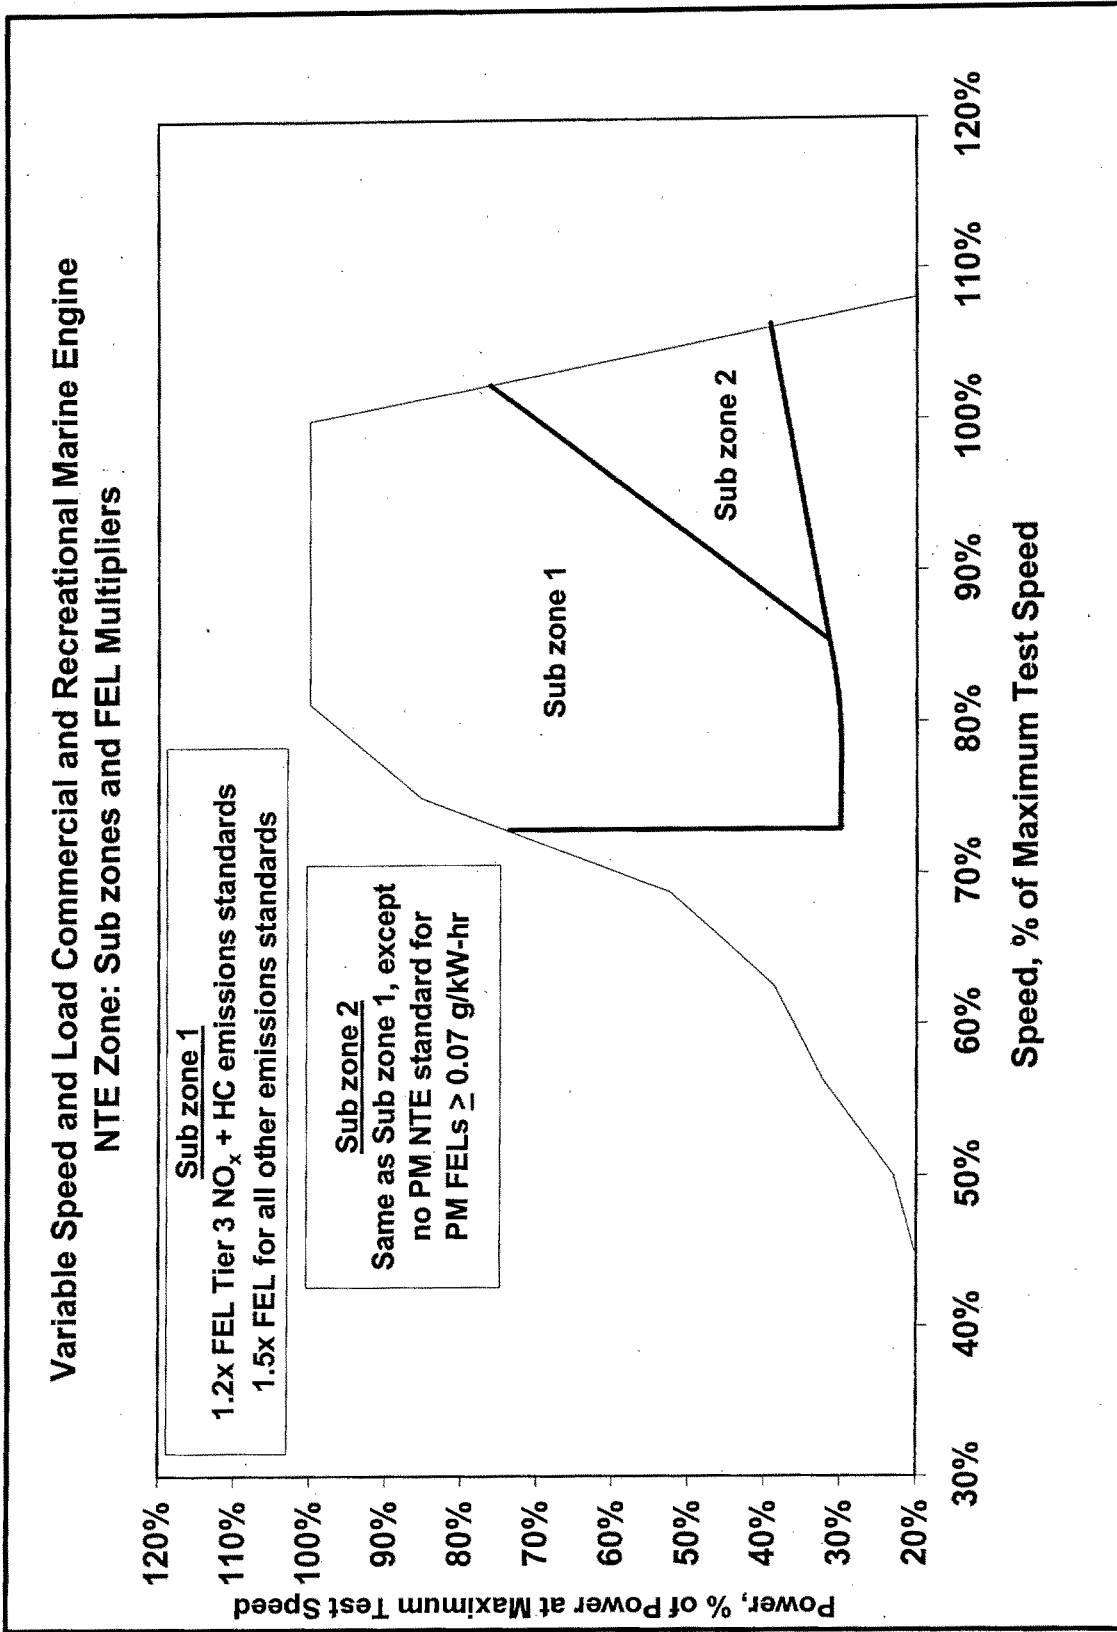 Variable Speed and Load Commercial and Recreational Marine Engine
NTE Zone: Sub zones and FEL Multipliers
Sub zone 1
1.2x FEL Tier 3 NOₓ + HC emissions standards
1.5x FEL for all other emissions standards
Sub zone 2
Same as Sub zone 1, except
no PM NTE standard for
PM FELs ≥ 0.07 g/kW-hr
Sub zone 1
Sub zone 2
Power, % of Power at Maximum Test Speed
120%
110%
100%
90%
80%
70%
60%
50%
40%
30%
20%
30%
40%
50%
60%
70%
80%
90%
100%
110%
120%
Speed, % of Maximum Test Speed